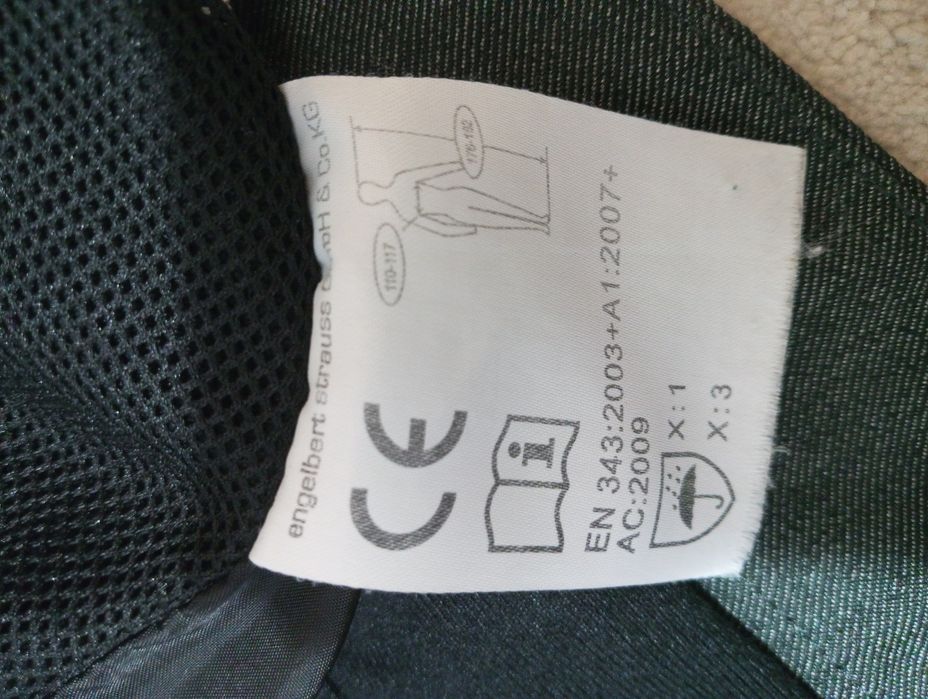 engelbert strauss GmbH & Co.KG
176-182
110-117
CE
i
EN 343:2003+A1:2007+
AC:2009
X:1
X:3